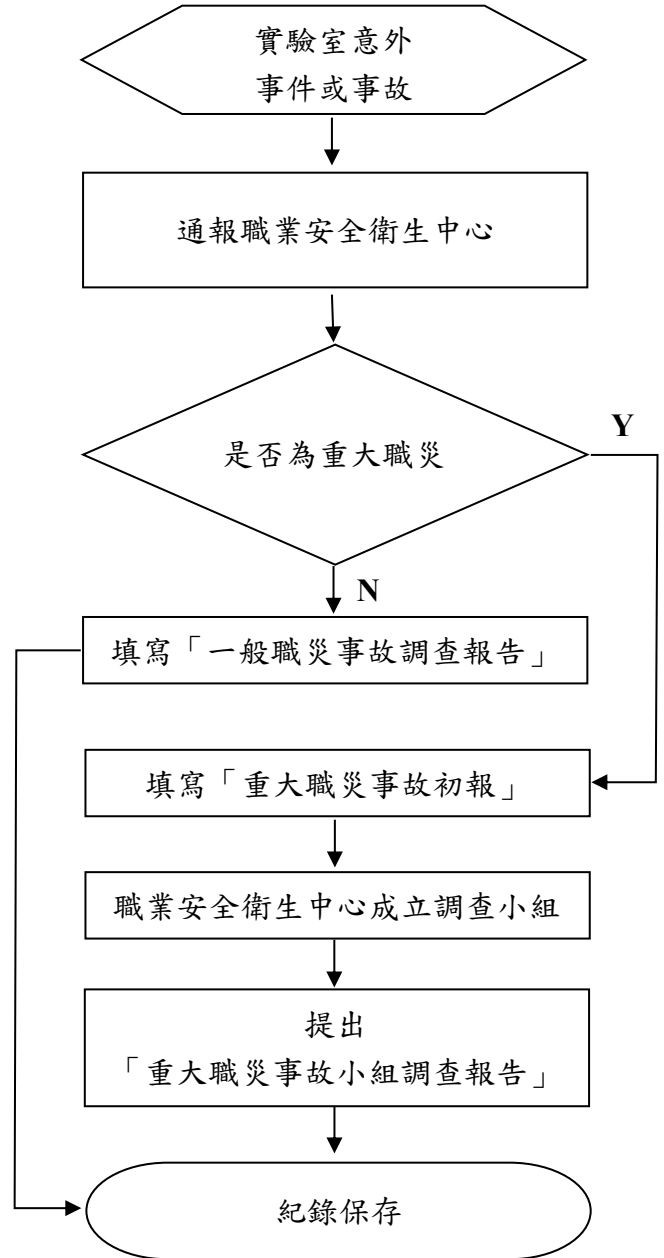 實驗室意外
事件或事故
通報職業安全衛生中心
是否為重大職災
Y
N
填寫「一般職災事故調查報告」
填寫「重大職災事故初報」
職業安全衛生中心成立調查小組
提出
「重大職災事故小組調查報告」
紀錄保存